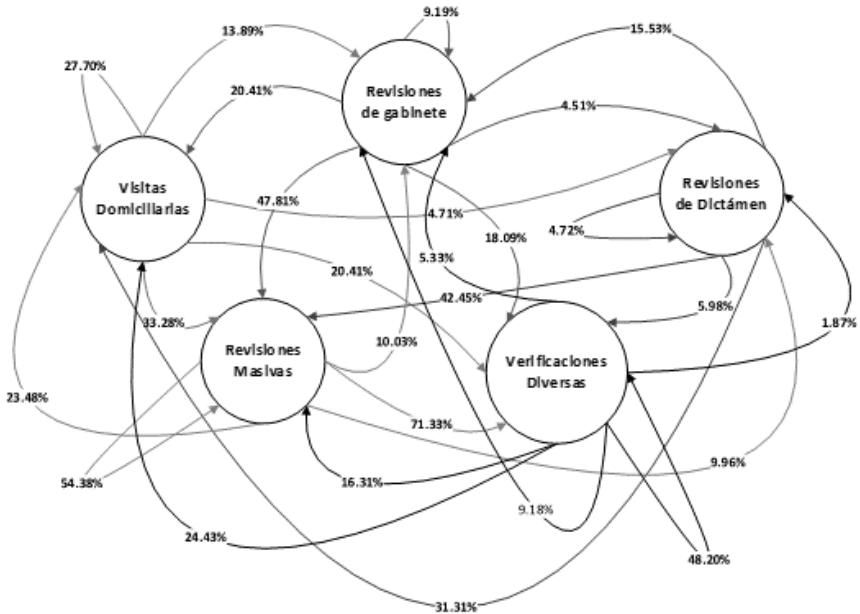 9.19%
13.89%
15.53%
27.70%
Revisiones
de gabinete
20.41%
4.51%
Visitas
Domiciliarias
Revisiones
de Dictámen
47.81%
4.71%
4.72%
18.09%
5.33%
20.41%
42.45%
5.98%
33.28%
1.87%
10.03%
Revisiones
Masivas
Verificaciones
Diversas
23.48%
71.33%
9.96%
54.38%
16.31%
9.18%
24.43%
48.20%
31.31%